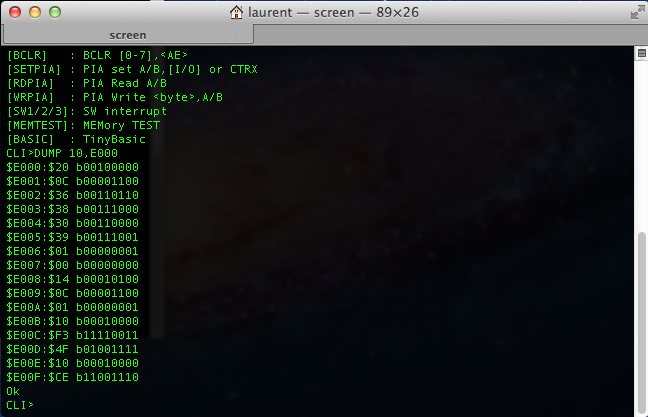 laurent — screen — 89×26
screen
[BCLR]   : BCLR [0-7],<AE>
[SETPIA] : PIA set A/B,[I/O] or CTRX
[RDPIA]  : PIA Read A/B
[WRPIA]  : PIA Write <byte>,A/B
[SW1/2/3]: SW interrupt
[MEMTEST]: MEMory TEST
[BASIC]  : TinyBasic
CLI>DUMP 10,E000
$E000:$20 b00100000
$E001:$0C b00001100
$E002:$36 b00110110
$E003:$38 b00111000
$E004:$30 b00110000
$E005:$39 b00111001
$E006:$01 b00000001
$E007:$00 b00000000
$E008:$14 b00010100
$E009:$0C b00001100
$E00A:$01 b00000001
$E00B:$10 b00010000
$E00C:$F3 b11110011
$E00D:$4F b01001111
$E00E:$10 b00010000
$E00F:$CE b11001110
Ok
CLI>